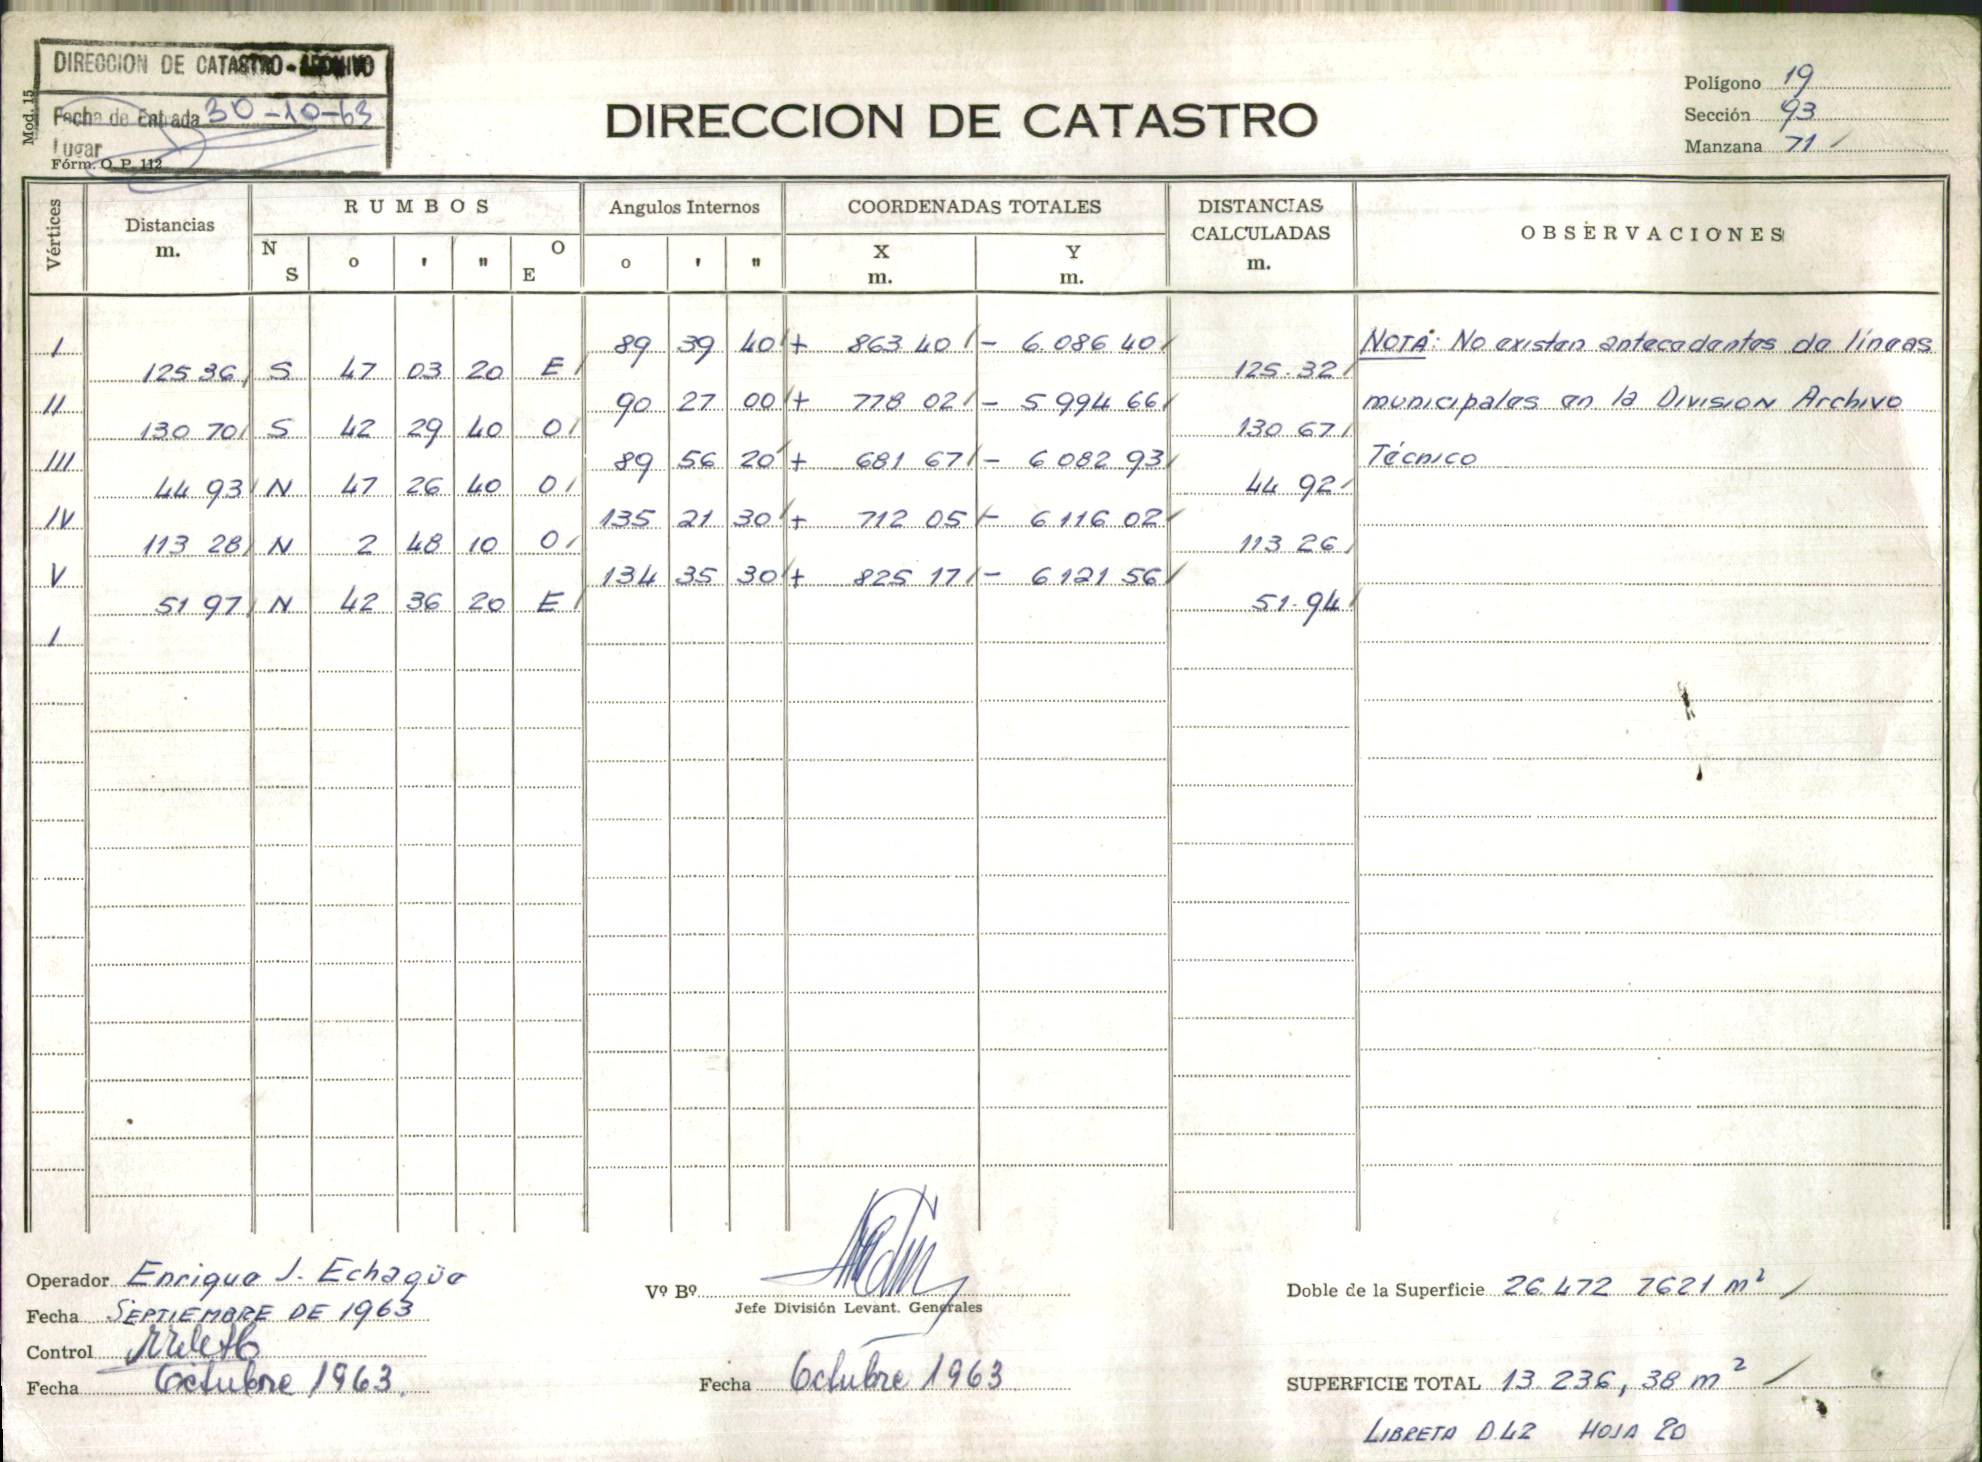 DIRECCION DE CATASTRO - ARCHIVO
Fecha de Entrada 30-10-63
Lugar
Mod. 15
Fórm. O. P. 112
DIRECCION DE CATASTRO
Polígono 19
Sección 93
Manzana 71
Vértices Distancias m. RUMBOS Angulos Internos COORDENADAS TOTALES DISTANCIAS CALCULADAS m. OBSERVACIONES
N S ° ' " O E ° ' " X m. Y m.
I 89 39 40 + 863 40 - 6.086 40 NOTA: No existen antecedentes de líneas
125 36 S 47 03 20 E 125.32
II 90 27 00 + 778 02 - 5 994 66 municipales en la DIVISION Archivo
130 70 S 42 29 40 O 130 67
III 89 56 20 + 681 67 - 6 082 93 Técnico
44 93 N 47 26 40 O 44 92
IV 135 21 30 + 712 05 - 6 116 02
113 28 N 2 48 10 O 113 26
V 134 35 30 + 825 17 - 6 121 56
51 97 N 42 36 20 E 51.94
I
Operador Enrique J. Echagüe
Fecha SEPTIEMBRE DE 1963
Control
Fecha Octubre 1963.
Vº Bº
Jefe División Levant. Generales
Fecha Octubre 1963
Doble de la Superficie 26.472 7621 m²
SUPERFICIE TOTAL 13.236,38 m²
LIBRETA D.42 HOJA 20